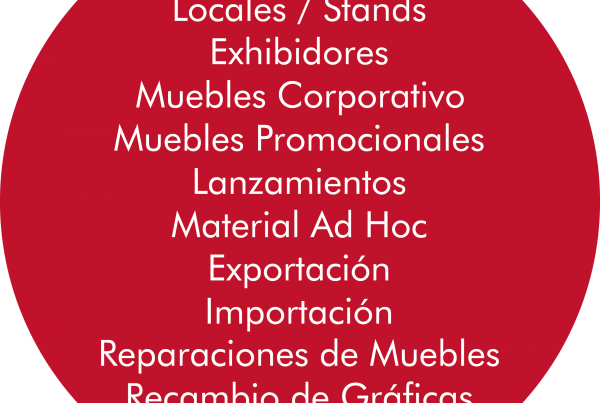 Locales / Stands
Exhibidores
Muebles Corporativo
Muebles Promocionales
Lanzamientos
Material Ad Hoc
Exportación
Importación
Reparaciones de Muebles
Recambio de Gráficas